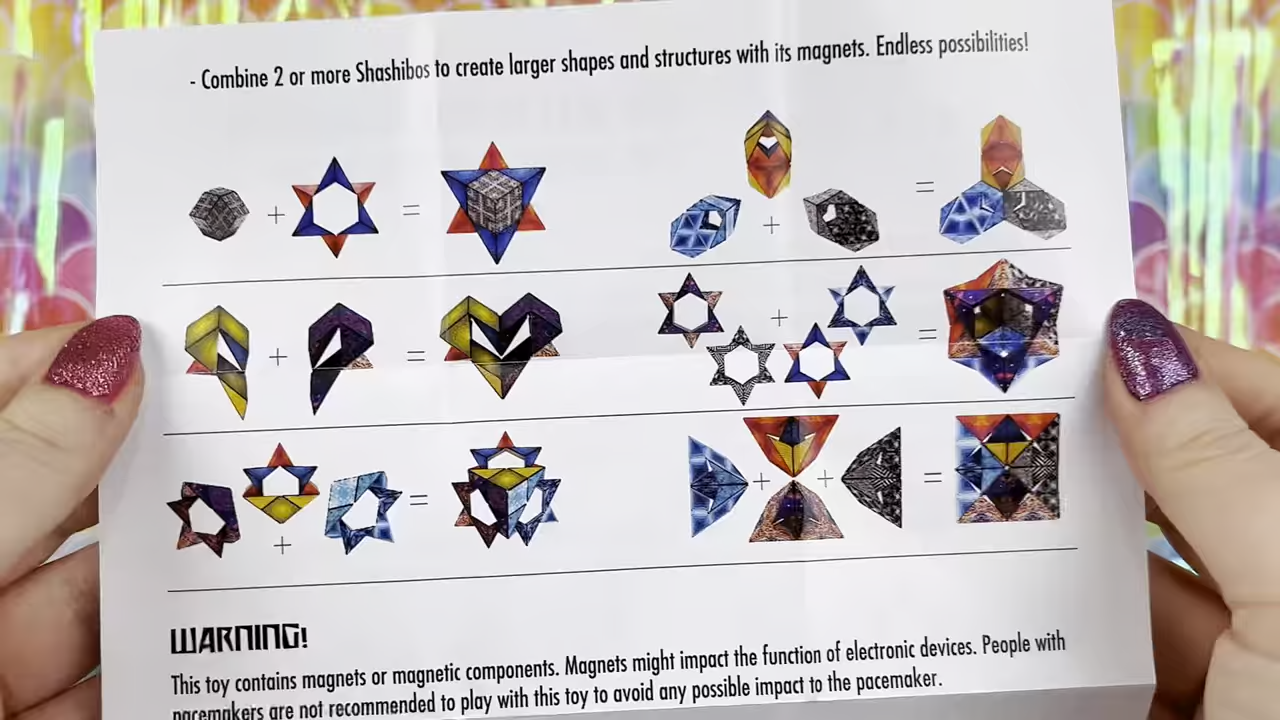 - Combine 2 or more Shashibos to create larger shapes and structures with its magnets. Endless possibilities!
+ = + =
+ = + =
+ = + + =
WARNING!
This toy contains magnets or magnetic components. Magnets might impact the function of electronic devices. People with
pacemakers are not recommended to play with this toy to avoid any possible impact to the pacemaker.